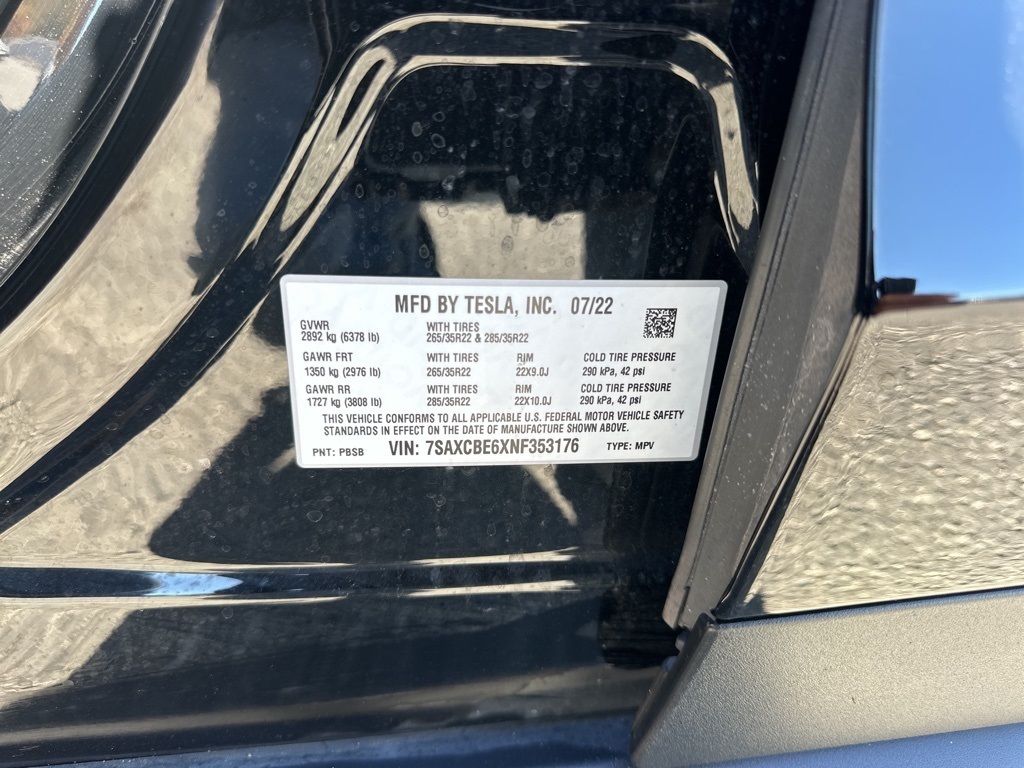 MFD BY TESLA, INC. 07/22
GVWR WITH TIRES
2892 kg (6378 lb) 265/35R22 & 285/35R22
GAWR FRT WITH TIRES RIM COLD TIRE PRESSURE
1350 kg (2976 lb) 265/35R22 22X9.0J 290 kPa, 42 psi
GAWR RR WITH TIRES RIM COLD TIRE PRESSURE
1727 kg (3808 lb) 285/35R22 22X10.0J 290 kPa, 42 psi
THIS VEHICLE CONFORMS TO ALL APPLICABLE U.S. FEDERAL MOTOR VEHICLE SAFETY
STANDARDS IN EFFECT ON THE DATE OF MANUFACTURE SHOWN ABOVE.
PNT: PBSB VIN: 7SAXCBE6XNF353176 TYPE: MPV